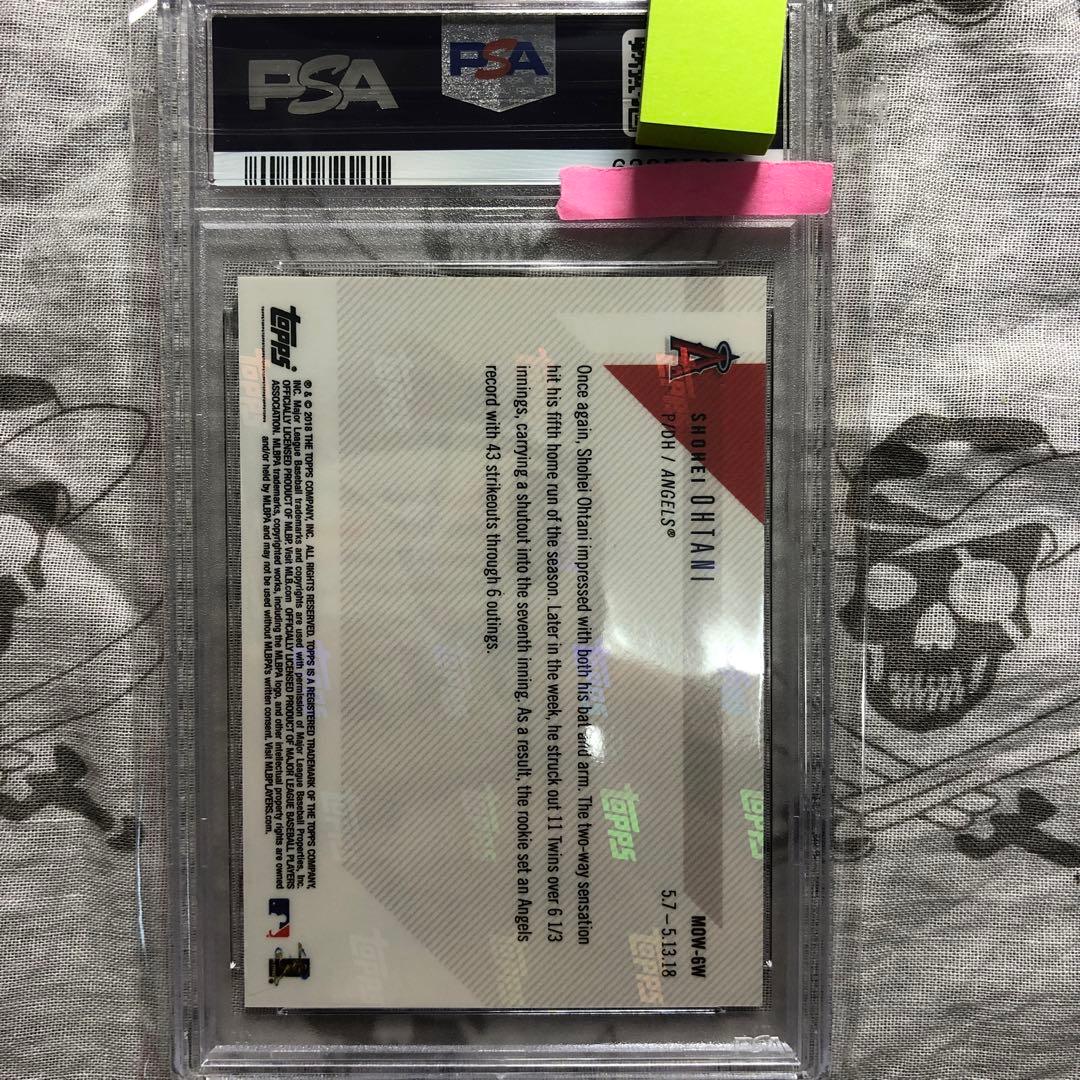 PSA
PSA
SHOHEI OHTANI
P/DH / ANGELS®
MOW-6W
5.7 – 5.13.18
Once again, Shohei Ohtani impressed with both his bat and arm. The two-way sensation
hit his fifth home run of the season. Later in the week, he struck out 11 Twins over 6 1/3
innings, carrying a shutout into the seventh inning. As a result, the rookie set an Angels
record with 43 strikeouts through 6 outings.
topps
topps
topps
topps
® & © 2018 THE TOPPS COMPANY, INC. ALL RIGHTS RESERVED. TOPPS IS A REGISTERED TRADEMARK OF THE TOPPS COMPANY,
INC. Major League Baseball trademarks and copyrights are used with permission of Major League Baseball Properties, Inc.
OFFICIALLY LICENSED PRODUCT OF MLBP. Visit MLB.com OFFICIALLY LICENSED PRODUCT OF MAJOR LEAGUE BASEBALL PLAYERS
ASSOCIATION. MLBPA trademarks, copyrighted works, including the MLBPA logo, and other intellectual property rights are owned
and/or held by MLBPA and may not be used without MLBPA's written consent. Visit MLBPLAYERS.com.